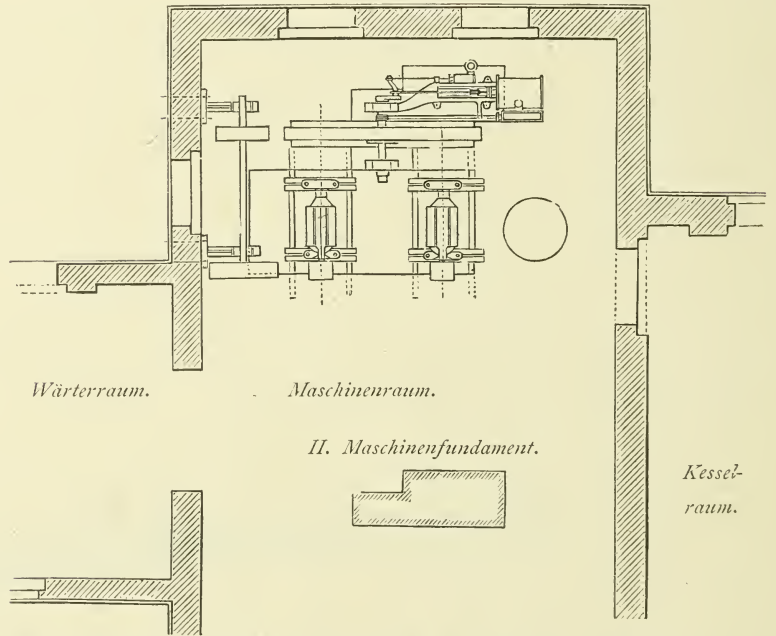 Wärterraum.
Maschinenraum.
II. Maschinenfundament.
Kessel-
raum.